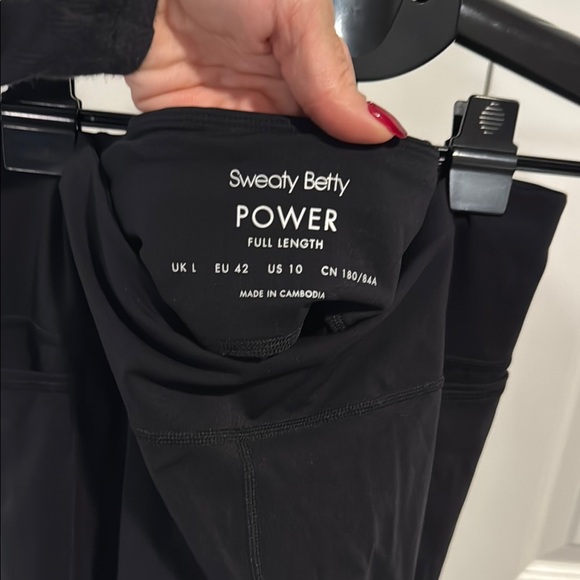 Sweaty Betty
POWER
FULL LENGTH
UK L EU 42 US 10 CN 180/84A
MADE IN CAMBODIA